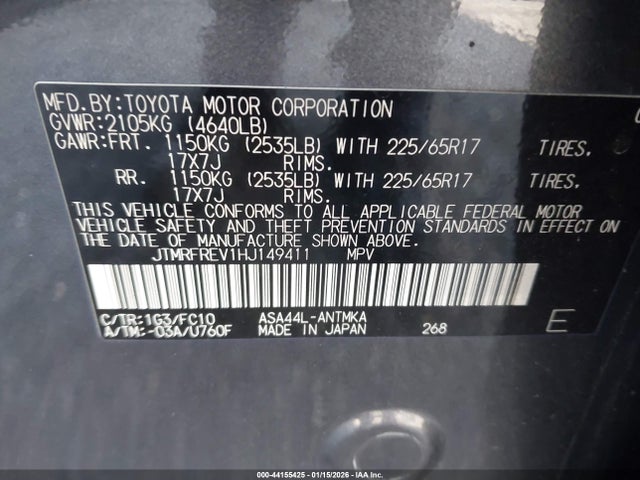 MFD.BY:TOYOTA MOTOR CORPORATION
GVWR:2105KG (4640LB)
GAWR:FRT. 1150KG (2535LB) WITH 225/65R17 TIRES,
17X7J RIMS.
RR. 1150KG (2535LB) WITH 225/65R17 TIRES,
17X7J RIMS.
THIS VEHICLE CONFORMS TO ALL APPLICABLE FEDERAL MOTOR
VEHICLE SAFETY AND THEFT PREVENTION STANDARDS IN EFFECT ON
THE DATE OF MANUFACTURE SHOWN ABOVE.
JTMRFREV1HJ149411 MPV
C/TR:1G3/FC10 ASA44L-ANTMKA
A/TM:-03A/U760F MADE IN JAPAN 268 E
000-44155425 - 01/15/2026 - IAA Inc.